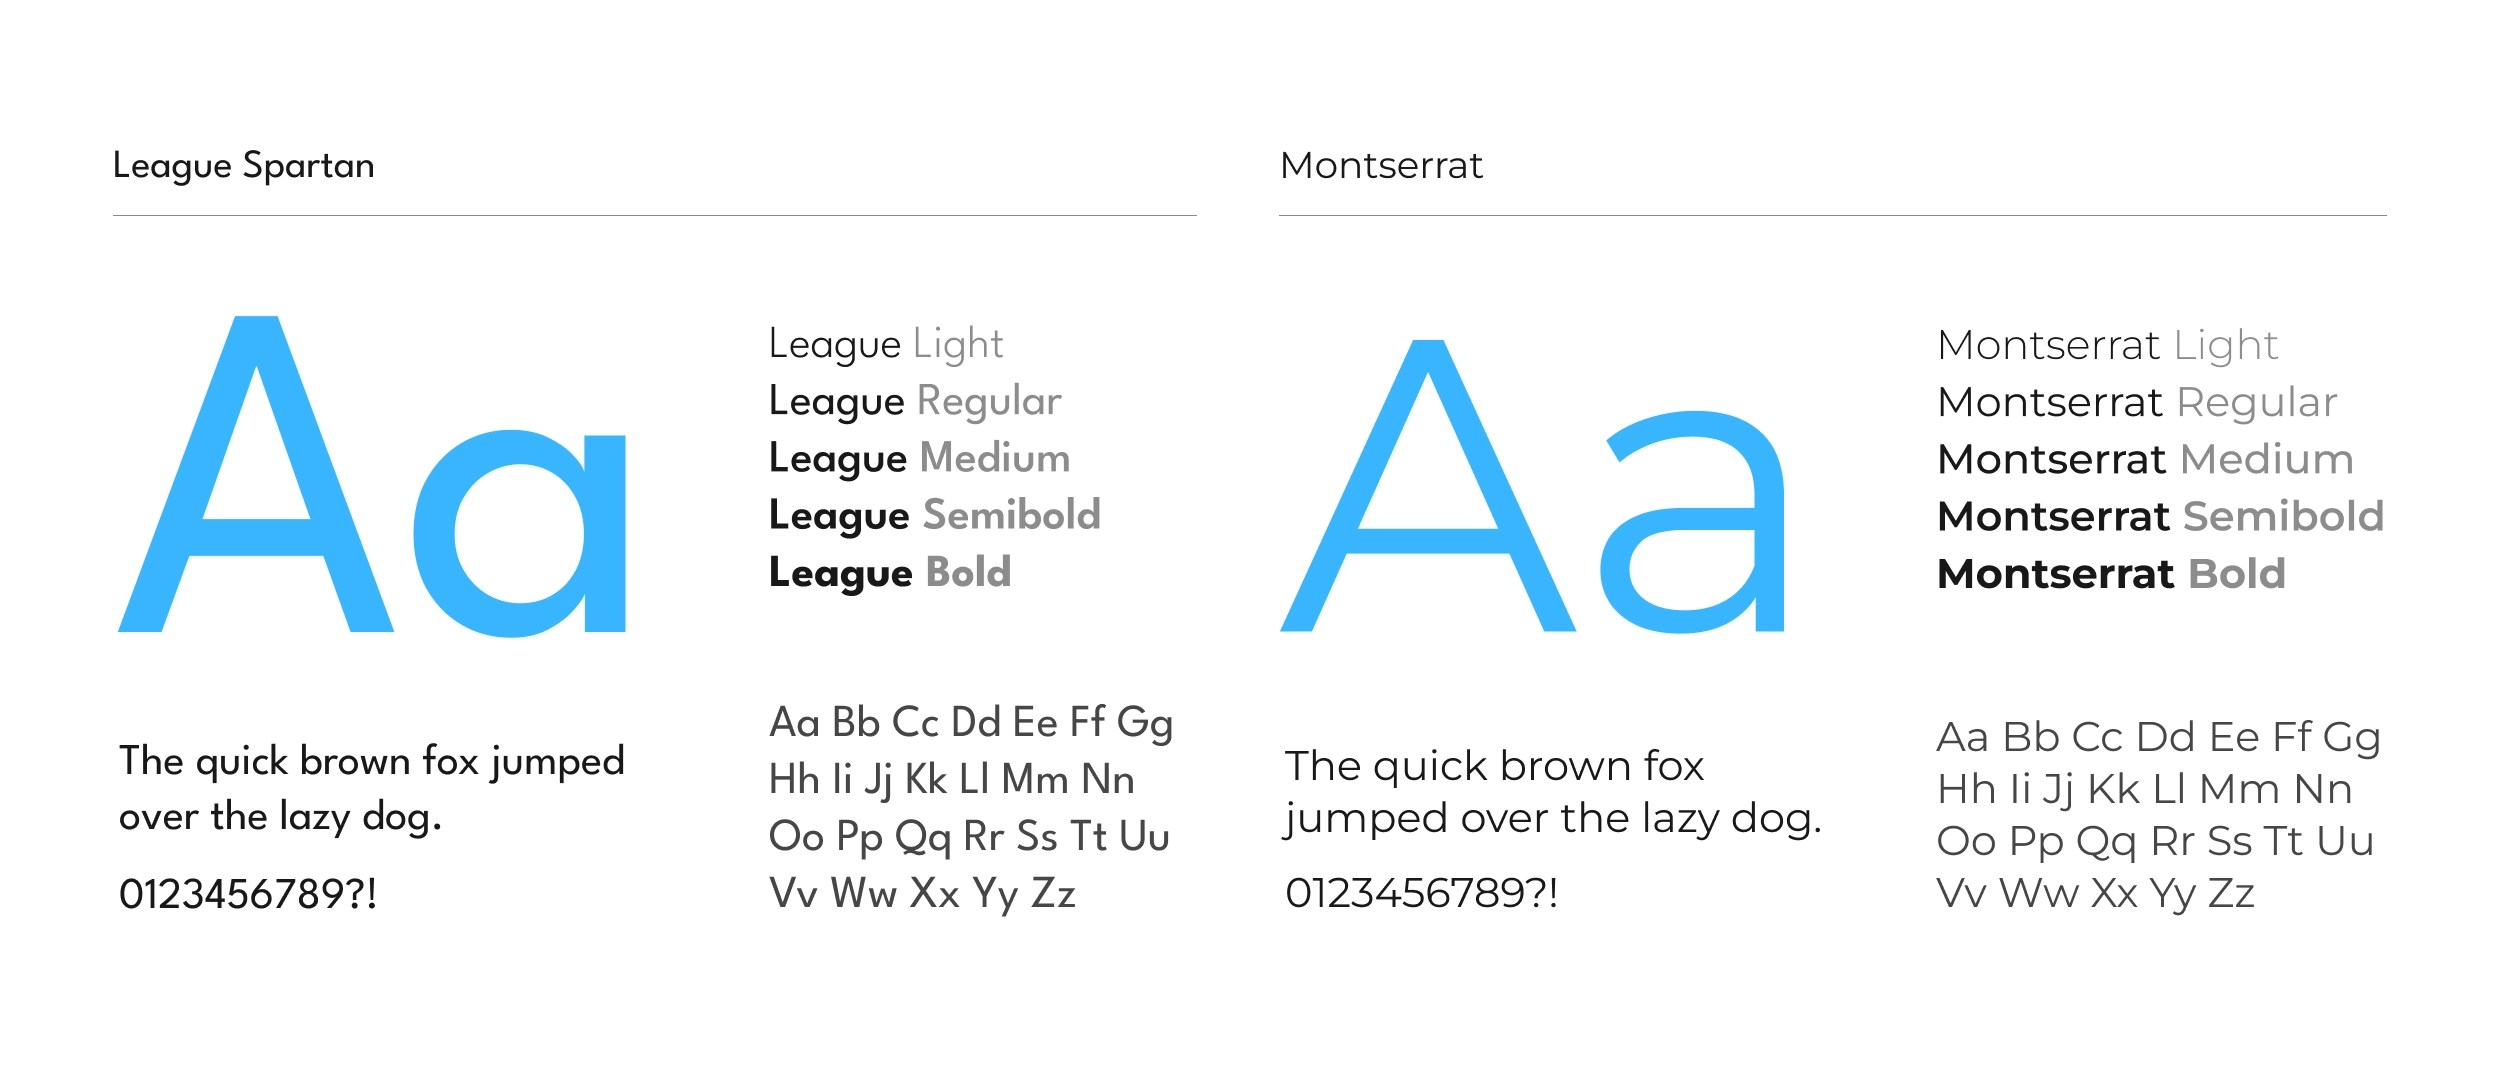 League Spartan
Aa
League Light
League Regular
League Medium
League Semibold
League Bold
The quick brown fox jumped
over the lazy dog.
0123456789?!
Aa Bb Cc Dd Ee Ff Gg
Hh Ii Jj Kk Ll Mm Nn
Oo Pp Qq Rr Ss Tt Uu
Vv Ww Xx Yy Zz
Montserrat
Aa
Montserrat Light
Montserrat Regular
Montserrat Medium
Montserrat Semibold
Montserrat Bold
The quick brown fox
jumped over the lazy dog.
0123456789?!
Aa Bb Cc Dd Ee Ff Gg
Hh Ii Jj Kk Ll Mm Nn
Oo Pp Qq Rr Ss Tt Uu
Vv Ww Xx Yy Zz